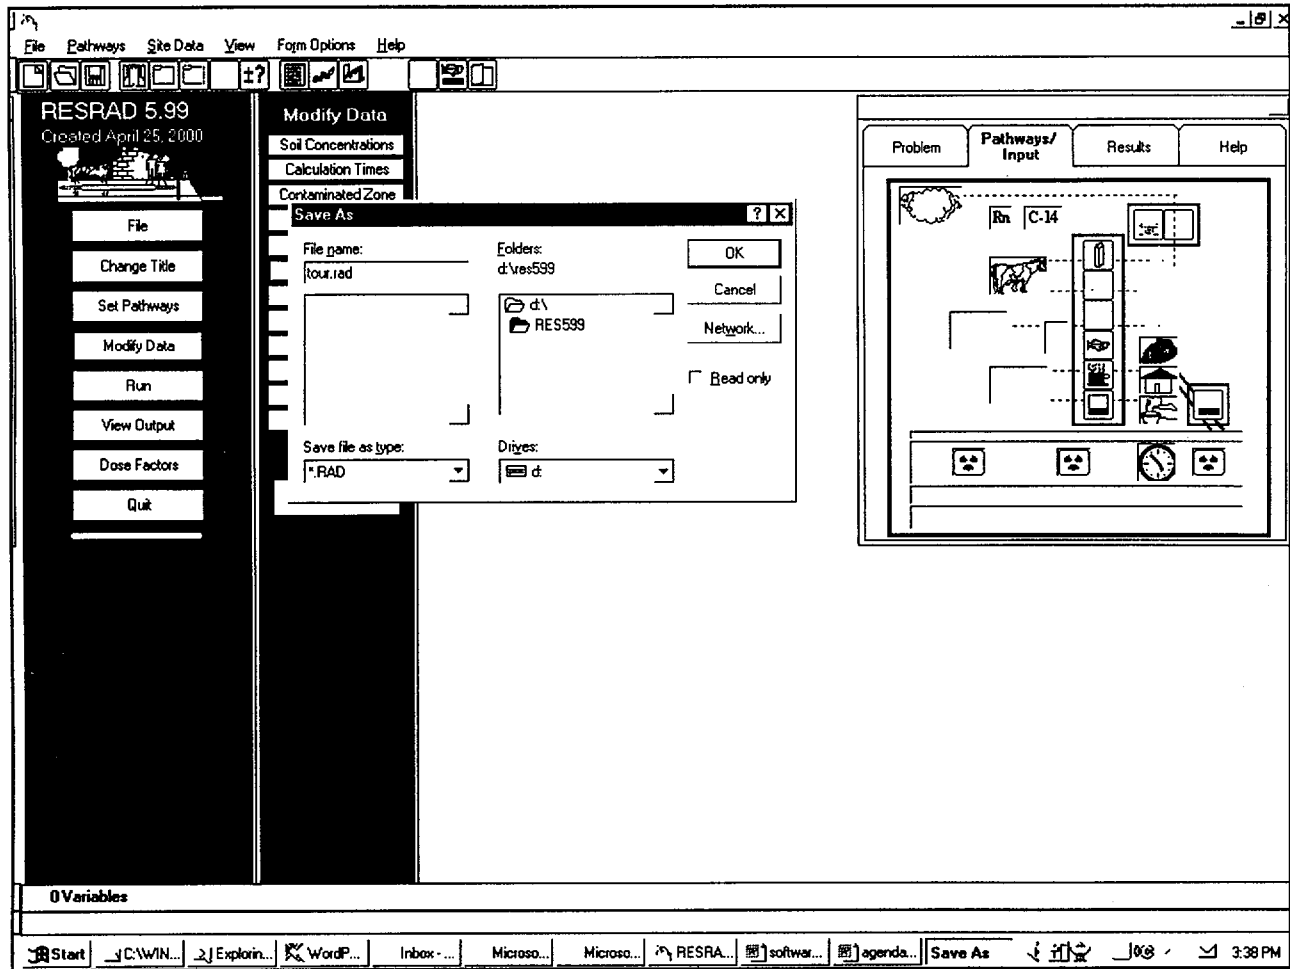 File Pathways Site Data View Form Options Help
±?
RESRAD 5.99
Created April 25, 2000
File
Change Title
Set Pathways
Modify Data
Run
View Output
Dose Factors
Quit
Modify Data
Soil Concentrations
Calculation Times
Contaminated Zone
Save As
File name:
tour.rad
Folders:
d:\res599
d:\
RES599
OK
Cancel
Network...
Read only
Save file as type:
*.RAD
Drives:
d:
Problem
Pathways/
Input
Results
Help
Rn C-14
0 Variables
Start C:\WIN... Explorin... WordP... Inbox - ... Microso... Microso... RESRA... softwar... agenda... Save As 3:38 PM